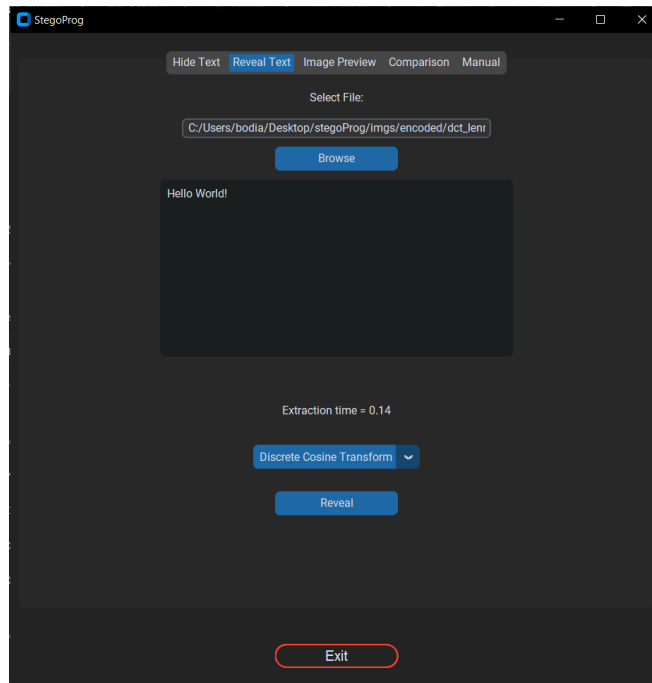 StegoProg
Hide Text Reveal Text Image Preview Comparison Manual
Select File:
C:/Users/bodia/Desktop/stegoProg/imgs/encoded/dct_lenr
Browse
Hello World!
Extraction time = 0.14
Discrete Cosine Transform
Reveal
Exit